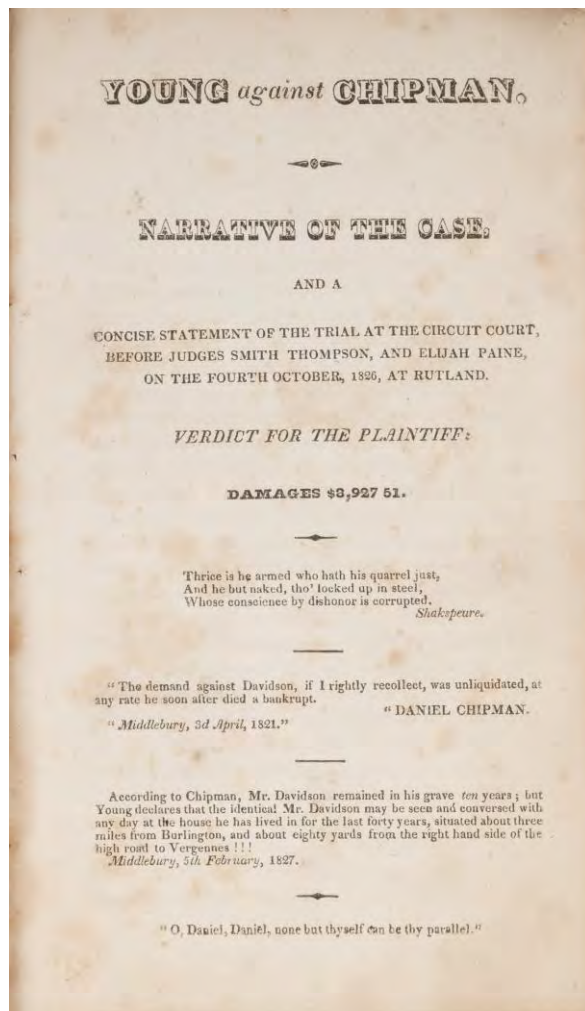 YOUNG against CHIPMAN.
NARRATIVE OF THE CASE,
AND A
CONCISE STATEMENT OF THE TRIAL AT THE CIRCUIT COURT,
BEFORE JUDGES SMITH THOMPSON, AND ELIJAH PAINE,
ON THE FOURTH OCTOBER, 1826, AT RUTLAND.
VERDICT FOR THE PLAINTIFF:
DAMAGES $3,927 51.
Thrice is he armed who hath his quarrel just,
And he but naked, tho' locked up in steel,
Whose conscience by dishonor is corrupted.
Shakspeure.
" The demand against Davidson, if I rightly recollect, was unliquidated, at
any rate he soon after died a bankrupt.
" DANIEL CHIPMAN.
" Middlebury, 3d April, 1821."
According to Chipman, Mr. Davidson remained in his grave ten years ; but
Young declares that the identical Mr. Davidson may be seen and conversed with
any day at the house he has lived in for the last forty years, situated about three
miles from Burlington, and about eighty yards from the right hand side of the
high road to Vergennes ! ! !
Middlebury, 5th February, 1827.
" O, Daniel, Daniel, none but thyself can be thy parallel."